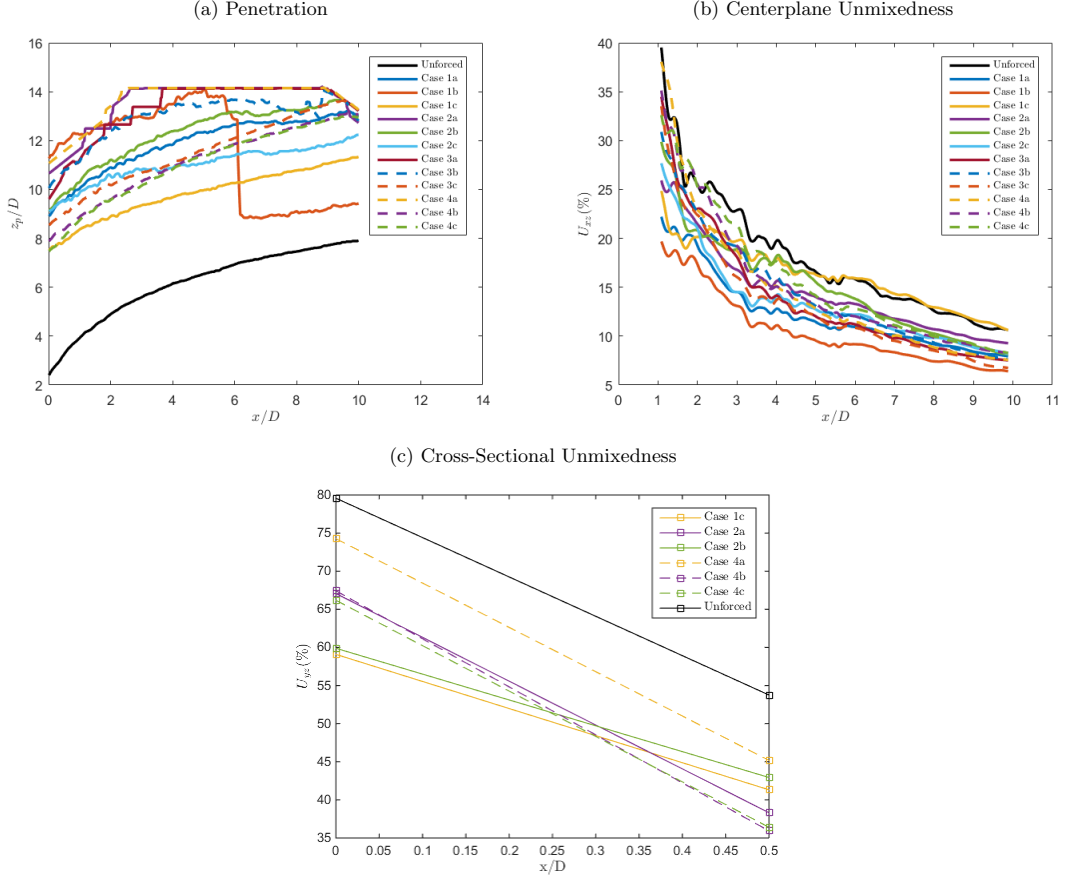 (a) Penetration
16
14
12
10
8
6
4
2
z_p/D
0
2
4
6
8
10
12
14
x/D
Unforced
Case 1a
Case 1b
Case 1c
Case 2a
Case 2b
Case 2c
Case 3a
Case 3b
Case 3c
Case 4a
Case 4b
Case 4c
(b) Centerplane Unmixedness
40
35
30
25
20
15
10
5
U_{xz}(%)
0
1
2
3
4
5
6
7
8
9
10
11
x/D
Unforced
Case 1a
Case 1b
Case 1c
Case 2a
Case 2b
Case 2c
Case 3a
Case 3b
Case 3c
Case 4a
Case 4b
Case 4c
(c) Cross-Sectional Unmixedness
80
75
70
65
60
55
50
45
40
35
U_{yz}(%)
0
0.05
0.1
0.15
0.2
0.25
0.3
0.35
0.4
0.45
0.5
x/D
Case 1c
Case 2a
Case 2b
Case 4a
Case 4b
Case 4c
Unforced